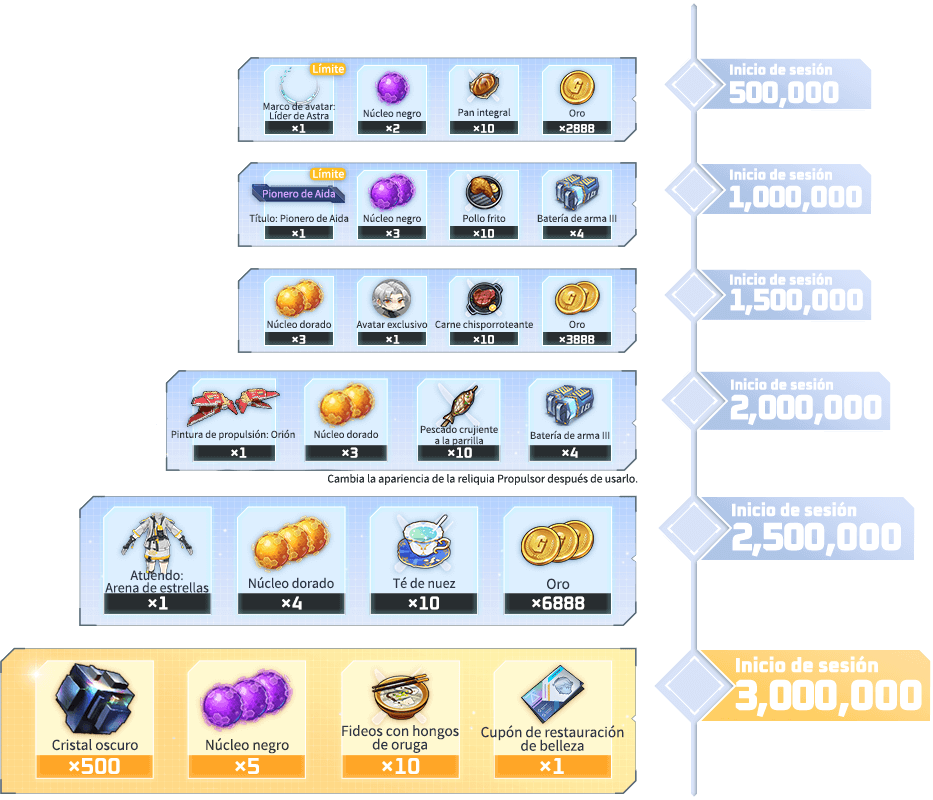 Límite
Marco de avatar:
Líder de Astra
×1
Núcleo negro
×2
Pan integral
×10
Oro
×2888
Inicio de sesión
500,000
Límite
Pionero de Aida
Título: Pionero de Aida
×1
Núcleo negro
×3
Pollo frito
×10
Batería de arma III
×4
Inicio de sesión
1,000,000
Núcleo dorado
×3
Avatar exclusivo
×1
Carne chisporroteante
×10
Oro
×3888
Inicio de sesión
1,500,000
Pintura de propulsión: Orión
×1
Núcleo dorado
×3
Pescado crujiente
a la parrilla
×10
Batería de arma III
×4
Inicio de sesión
2,000,000
Cambia la apariencia de la reliquia Propulsor después de usarlo.
Atuendo:
Arena de estrellas
×1
Núcleo dorado
×4
Té de nuez
×10
Oro
×6888
Inicio de sesión
2,500,000
Cristal oscuro
×500
Núcleo negro
×5
Fideos con hongos
de oruga
×10
Cupón de restauración
de belleza
×1
Inicio de sesión
3,000,000